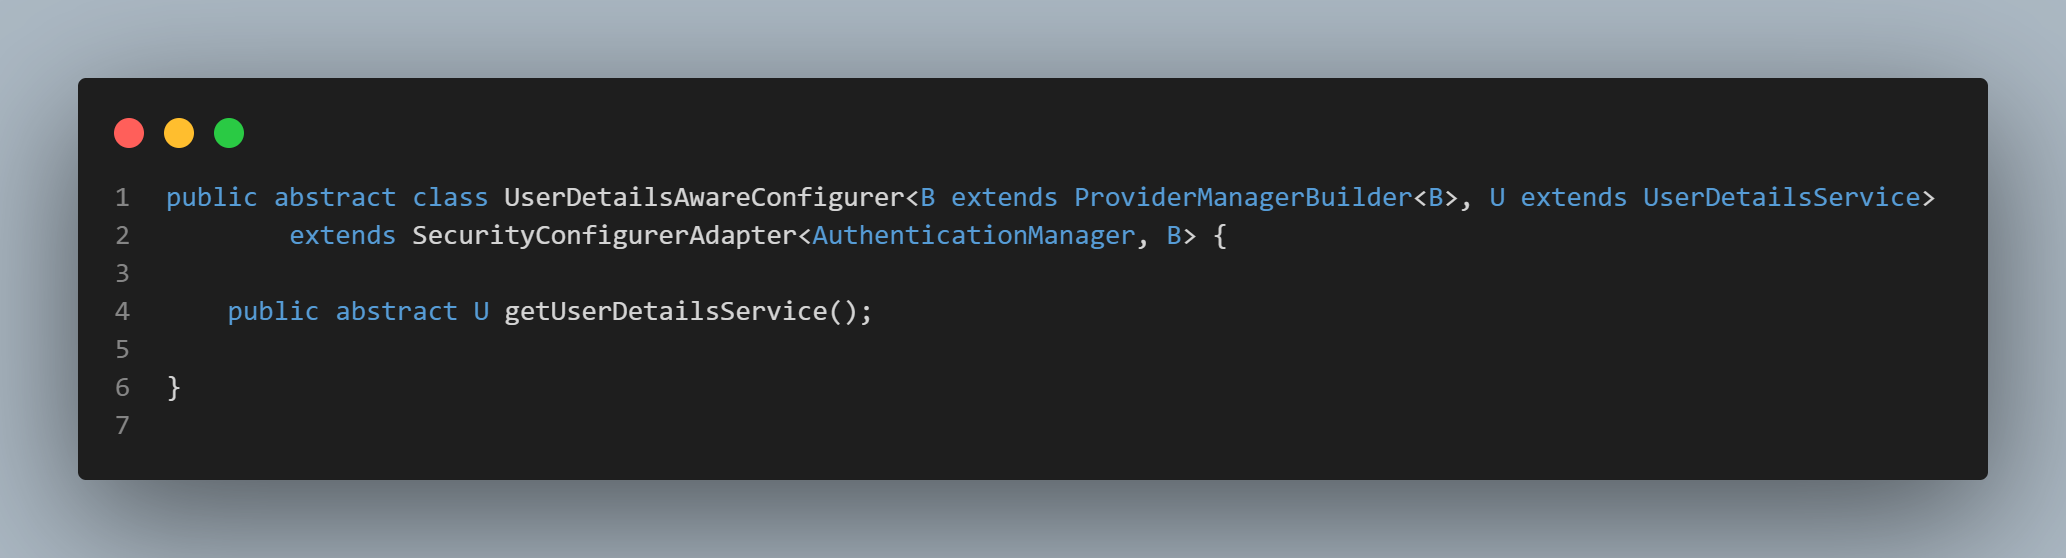 1 public abstract class UserDetailsAwareConfigurer<B extends ProviderManagerBuilder<B>, U extends UserDetailsService>
2         extends SecurityConfigurerAdapter<AuthenticationManager, B> {
3
4     public abstract U getUserDetailsService();
5
6 }
7